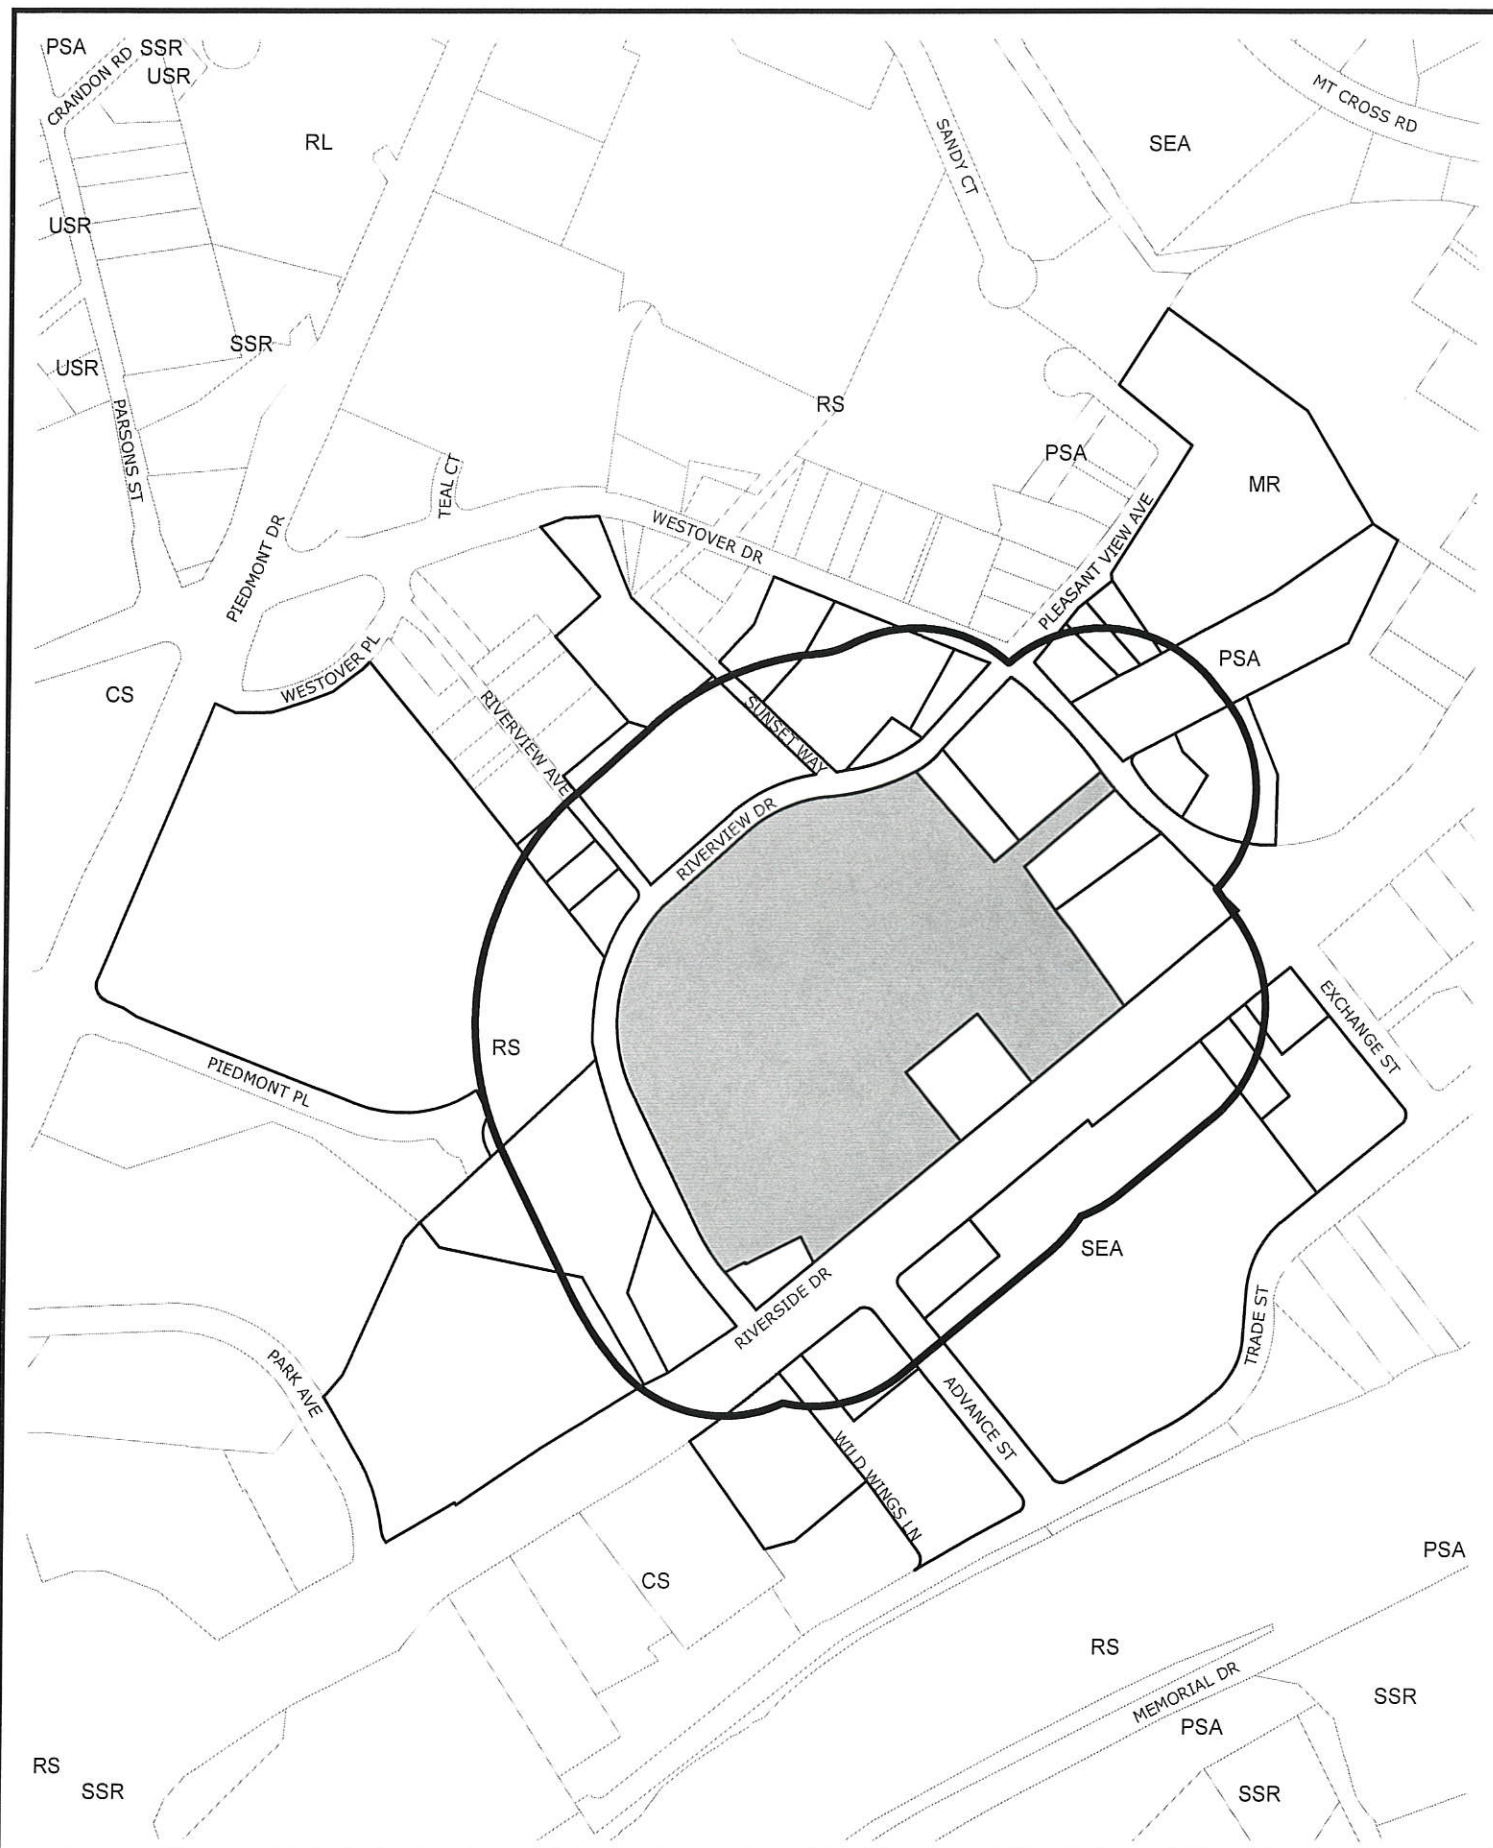 PSA
SSR
CRANDON RD
USR
MT CROSS RD
RL
SANDY CT
SEA
USR
SSR
USR
RS
PARSONS ST
PSA
TEAL CT
MR
WESTOVER DR
PIEDMONT DR
PLEASANT VIEW AVE
PSA
WESTOVER PL
CS
RIVERVIEW AVE
SUNSET WAY
RIVERVIEW DR
EXCHANGE ST
RS
PIEDMONT PL
SEA
RIVERSIDE DR
TRADE ST
PARK AVE
ADVANCE ST
WILD WINGS LN
PSA
CS
RS
MEMORIAL DR
SSR
PSA
RS
SSR
SSR